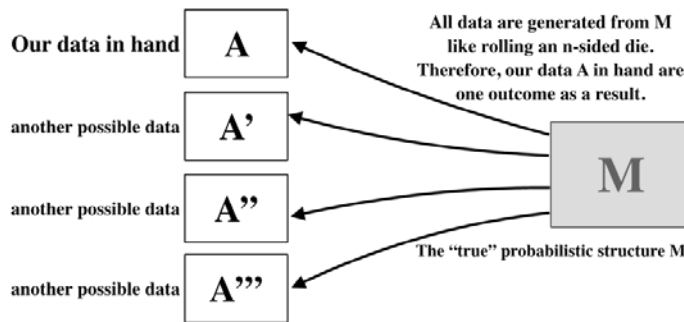 All data are generated from M
like rolling an n-sided die.
Therefore, our data A in hand are
one outcome as a result.
Our data in hand
A
another possible data
A’
another possible data
A’’
another possible data
A’’’
M
The “true” probabilistic structure M